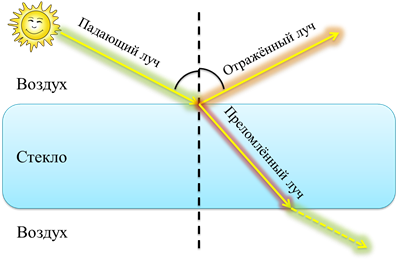 Падающий луч
Отражённый луч
Воздух
Преломлённый луч
Стекло
Воздух